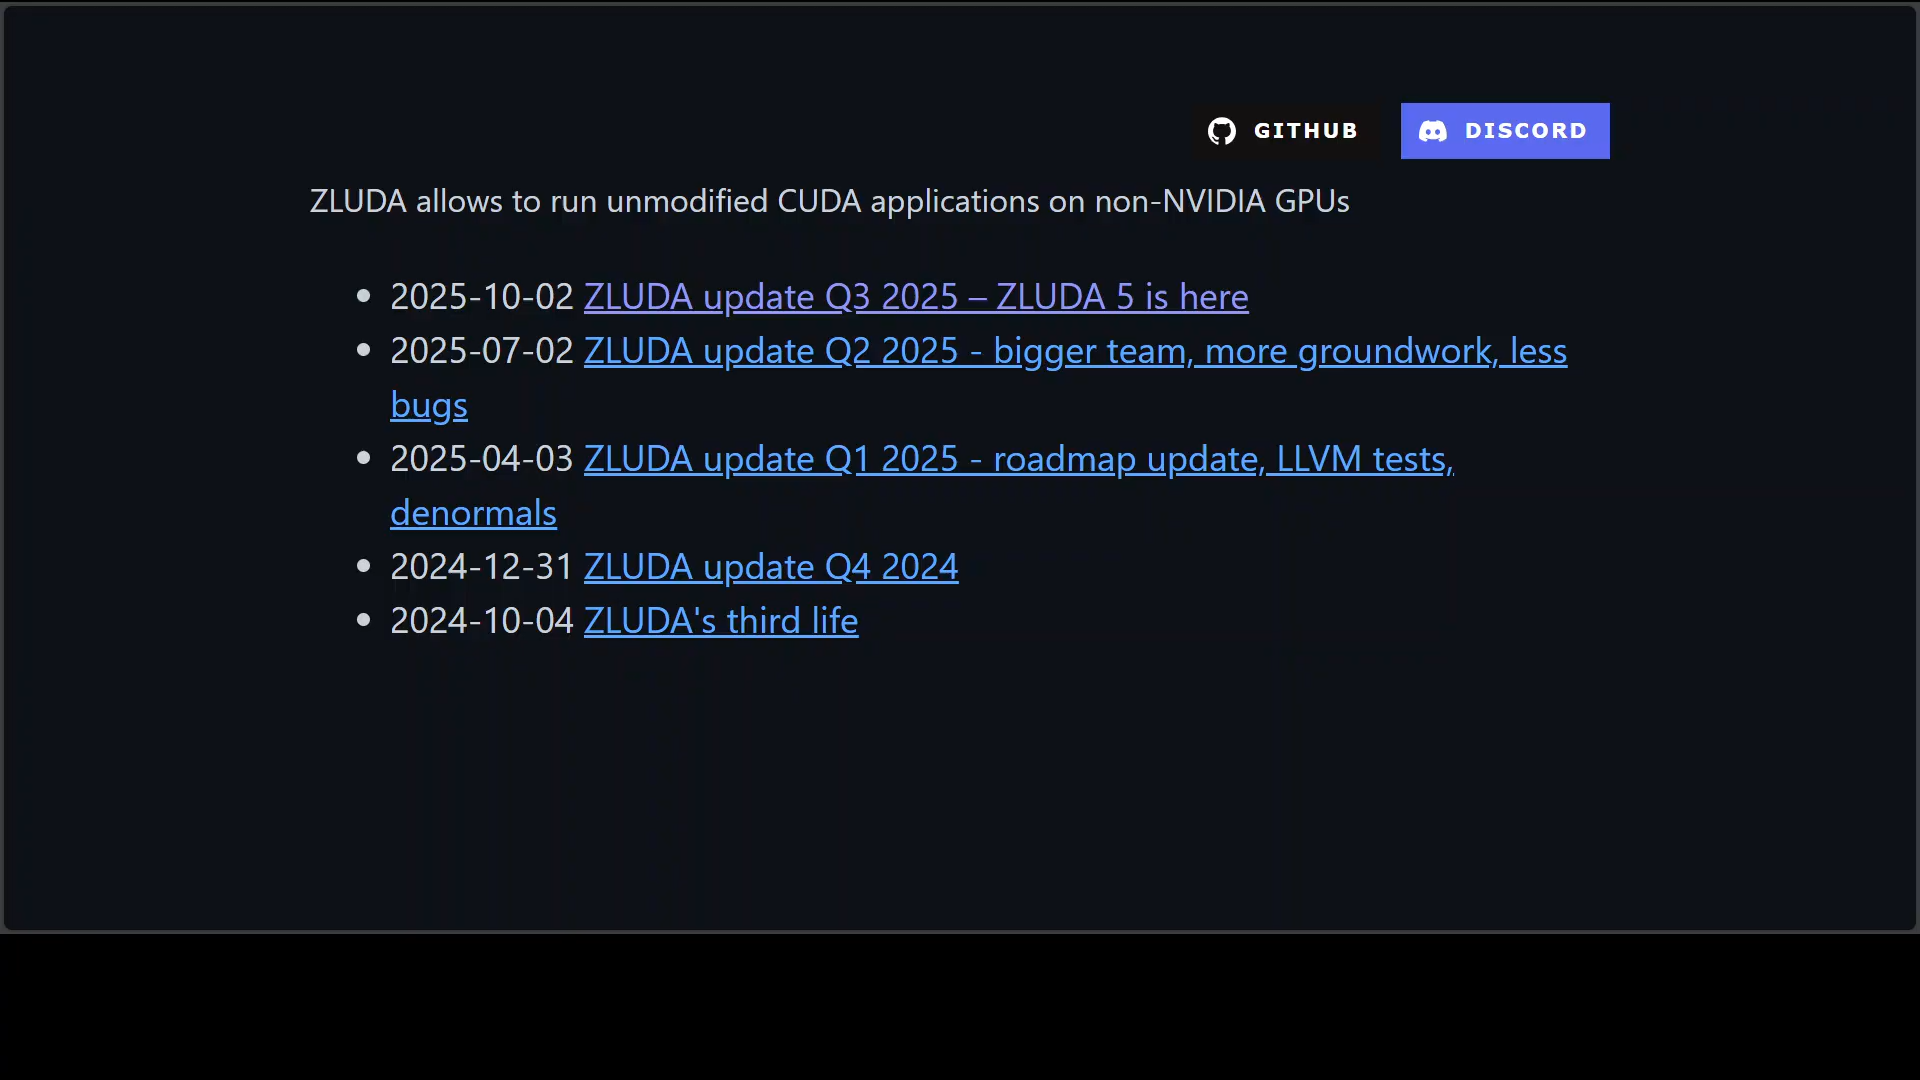 GITHUB
DISCORD
ZLUDA allows to run unmodified CUDA applications on non-NVIDIA GPUs
2025-10-02 ZLUDA update Q3 2025 – ZLUDA 5 is here
2025-07-02 ZLUDA update Q2 2025 - bigger team, more groundwork, less
bugs
2025-04-03 ZLUDA update Q1 2025 - roadmap update, LLVM tests,
denormals
2024-12-31 ZLUDA update Q4 2024
2024-10-04 ZLUDA's third life